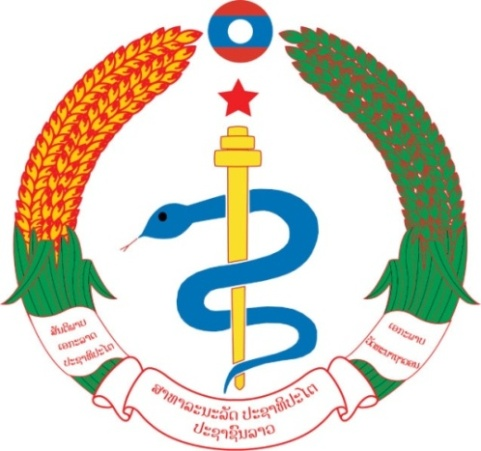 ສັນຕິພາບ
ເອກະລາດ
ປະຊາທິປະໄຕ
ສາທາລະນະລັດ ປະຊາທິປະໄຕ
ປະຊາຊົນລາວ
ເອກະພາບ
ວັດທະນາຖາວອນ